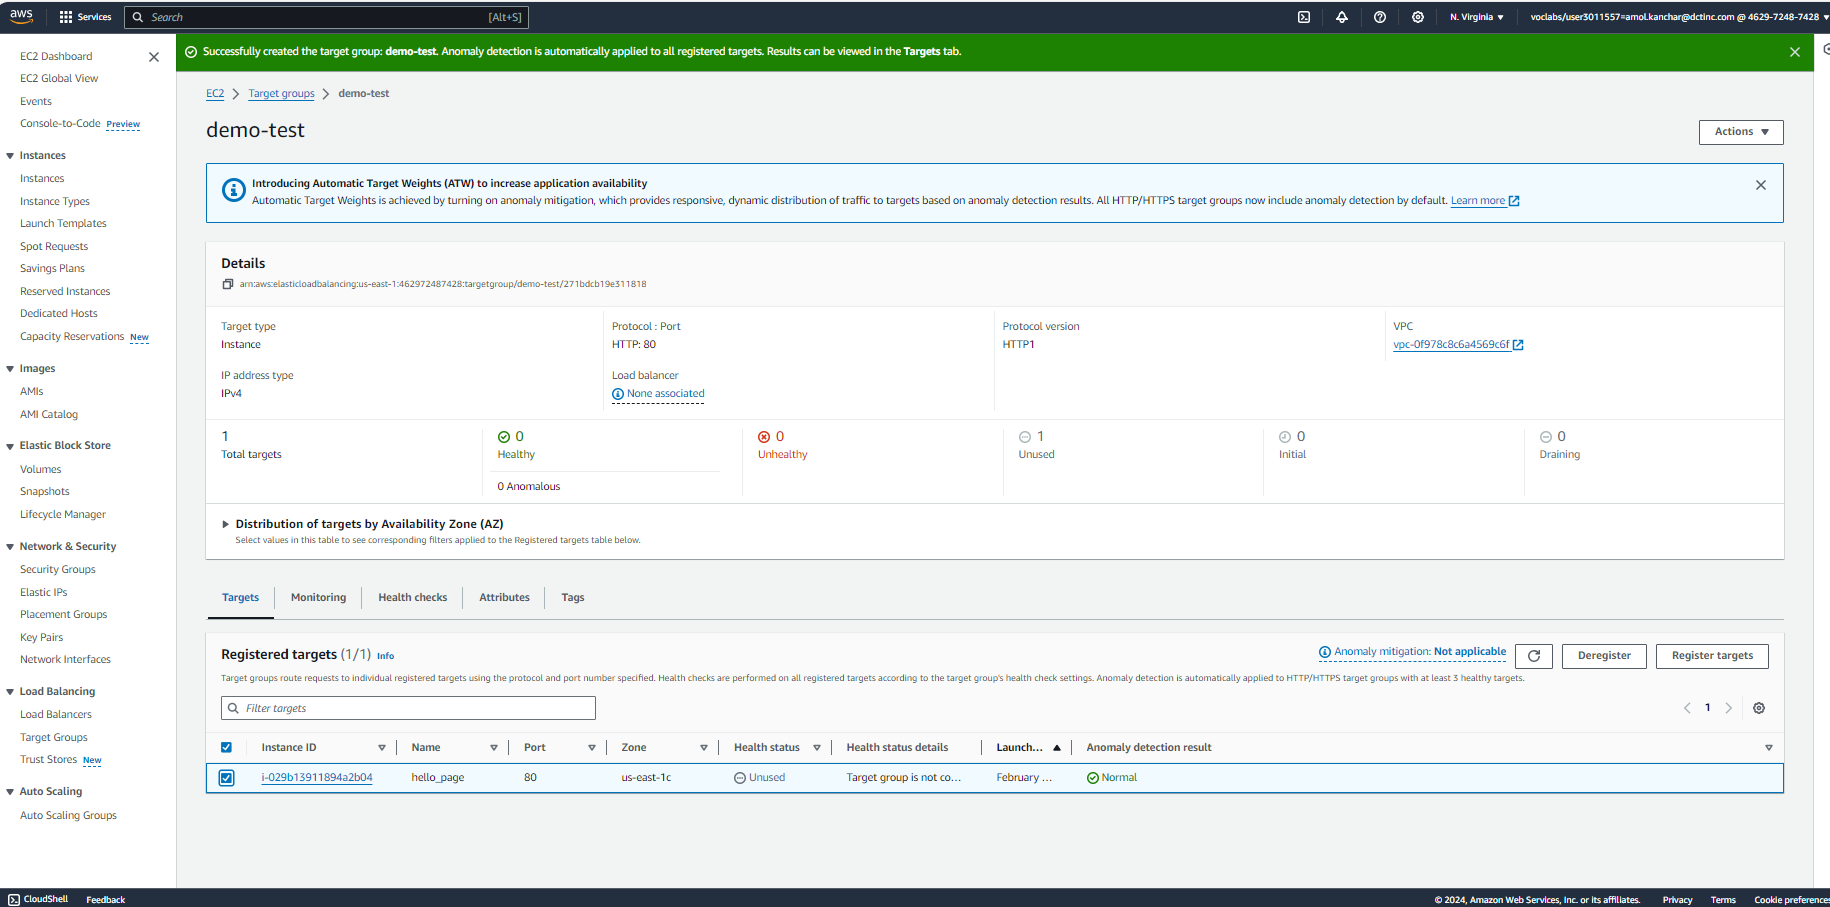 aws Services Search [Alt+S] N. Virginia voclabs/user3011557=amol.kanchar@dctinc.com @ 4629-7248-7428
EC2 Dashboard
EC2 Global View
Events
Console-to-Code Preview
Instances
Instances
Instance Types
Launch Templates
Spot Requests
Savings Plans
Reserved Instances
Dedicated Hosts
Capacity Reservations New
Images
AMIs
AMI Catalog
Elastic Block Store
Volumes
Snapshots
Lifecycle Manager
Network & Security
Security Groups
Elastic IPs
Placement Groups
Key Pairs
Network Interfaces
Load Balancing
Load Balancers
Target Groups
Trust Stores New
Auto Scaling
Auto Scaling Groups
Successfully created the target group: demo-test. Anomaly detection is automatically applied to all registered targets. Results can be viewed in the Targets tab.
EC2 Target groups demo-test
demo-test
Actions
Introducing Automatic Target Weights (ATW) to increase application availability
Automatic Target Weights is achieved by turning on anomaly mitigation, which provides responsive, dynamic distribution of traffic to targets based on anomaly detection results. All HTTP/HTTPS target groups now include anomaly detection by default. Learn more
Details
arn:aws:elasticloadbalancing:us-east-1:462972487428:targetgroup/demo-test/271bdcb19e311818
Target type Protocol : Port Protocol version VPC
Instance HTTP: 80 HTTP1 vpc-0f978c8c6a4569c6f
IP address type Load balancer
IPv4 None associated
1 0 0 1 0 0
Total targets Healthy Unhealthy Unused Initial Draining
0 Anomalous
Distribution of targets by Availability Zone (AZ)
Select values in this table to see corresponding filters applied to the Registered targets table below.
Targets Monitoring Health checks Attributes Tags
Registered targets (1/1) Info Anomaly mitigation: Not applicable Deregister Register targets
Target groups route requests to individual registered targets using the protocol and port number specified. Health checks are performed on all registered targets according to the target group's health check settings. Anomaly detection is automatically applied to HTTP/HTTPS target groups with at least 3 healthy targets.
Filter targets 1
Instance ID Name Port Zone Health status Health status details Launch... Anomaly detection result
i-029b13911894a2b04 hello_page 80 us-east-1c Unused Target group is not co... February ... Normal
CloudShell Feedback © 2024, Amazon Web Services, Inc. or its affiliates. Privacy Terms Cookie preferences